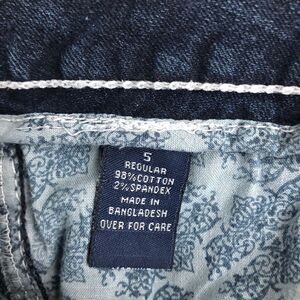 5
REGULAR
98% COTTON
2% SPANDEX
MADE IN
BANGLADESH
OVER FOR CARE